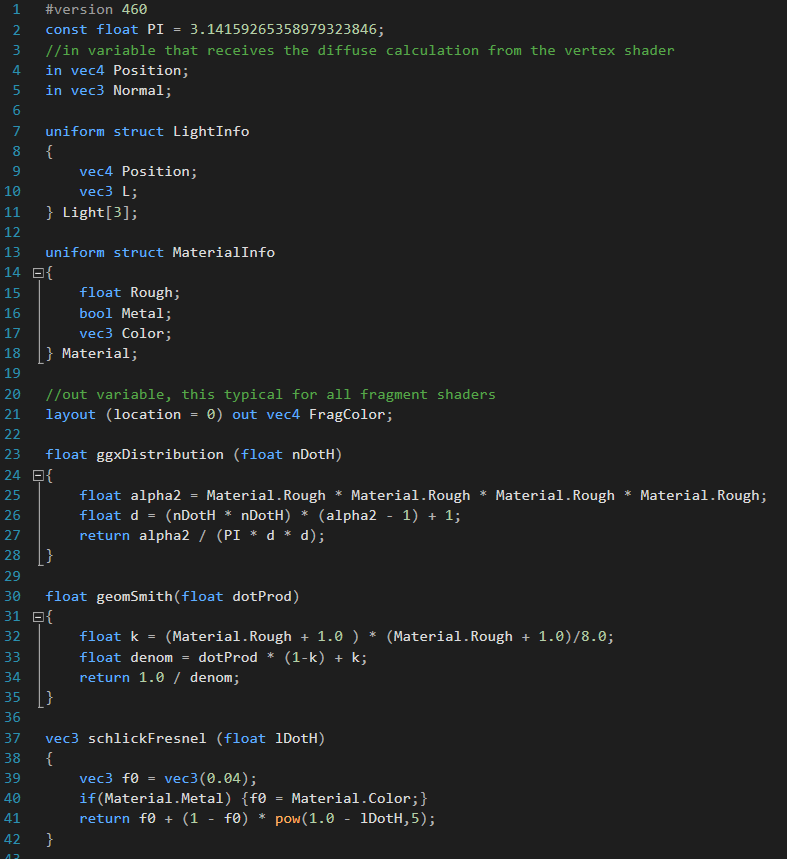 1 #version 460
2 const float PI = 3.14159265358979323846;
3 //in variable that receives the diffuse calculation from the vertex shader
4 in vec4 Position;
5 in vec3 Normal;
6
7 uniform struct LightInfo
8 {
9 vec4 Position;
10 vec3 L;
11 } Light[3];
12
13 uniform struct MaterialInfo
14 {
15 float Rough;
16 bool Metal;
17 vec3 Color;
18 } Material;
19
20 //out variable, this typical for all fragment shaders
21 layout (location = 0) out vec4 FragColor;
22
23 float ggxDistribution (float nDotH)
24 {
25 float alpha2 = Material.Rough * Material.Rough * Material.Rough * Material.Rough;
26 float d = (nDotH * nDotH) * (alpha2 - 1) + 1;
27 return alpha2 / (PI * d * d);
28 }
29
30 float geomSmith(float dotProd)
31 {
32 float k = (Material.Rough + 1.0 ) * (Material.Rough + 1.0)/8.0;
33 float denom = dotProd * (1-k) + k;
34 return 1.0 / denom;
35 }
36
37 vec3 schlickFresnel (float lDotH)
38 {
39 vec3 f0 = vec3(0.04);
40 if(Material.Metal) {f0 = Material.Color;}
41 return f0 + (1 - f0) * pow(1.0 - lDotH,5);
42 }
43